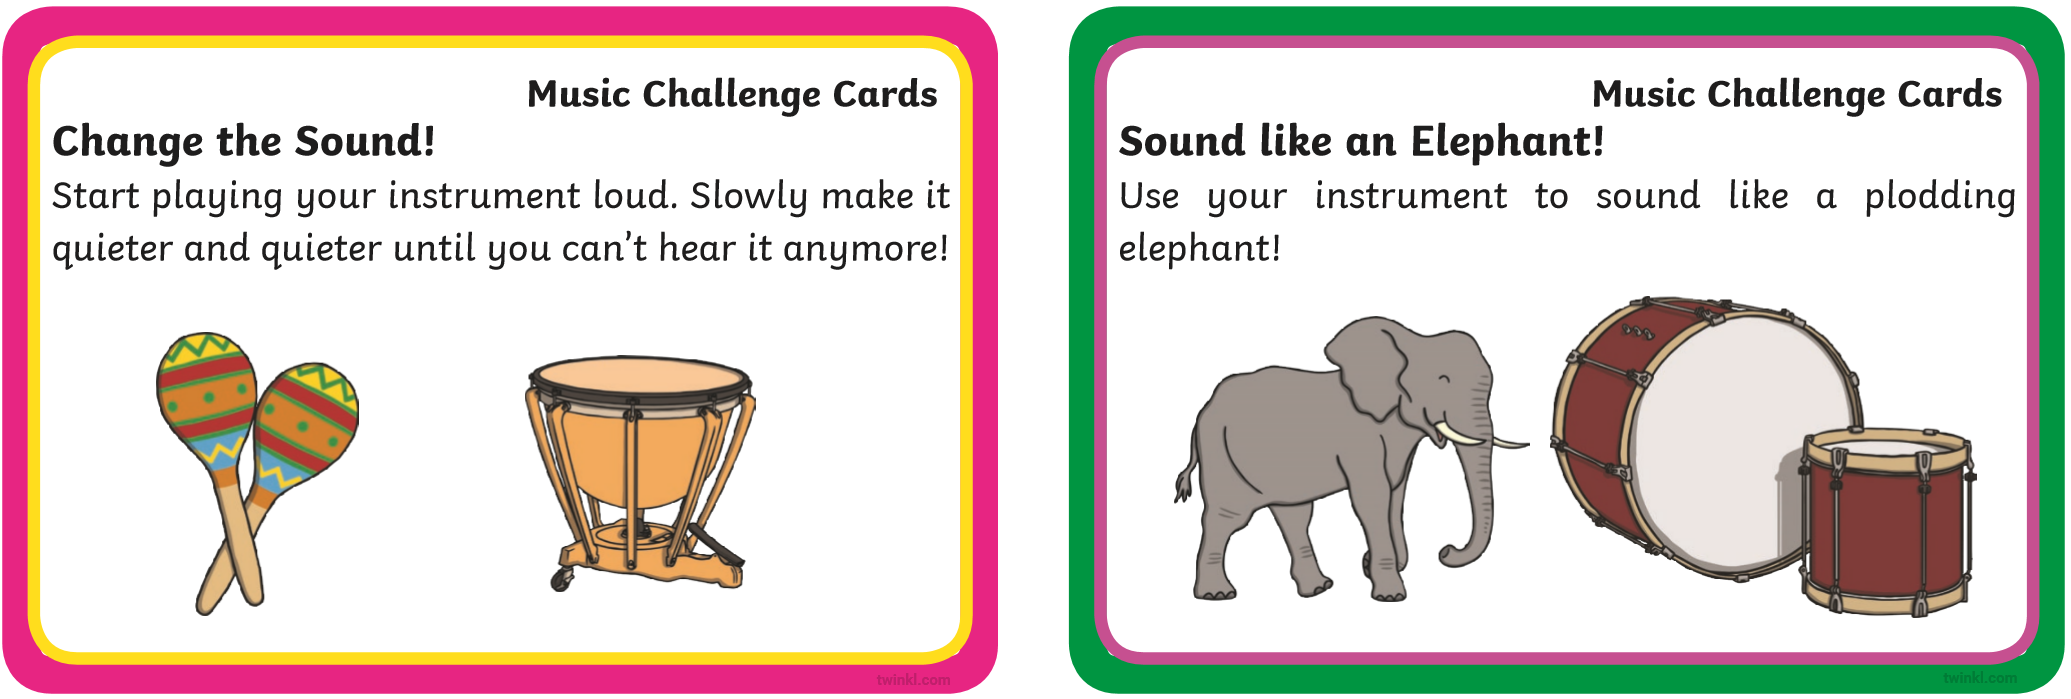 Music Challenge Cards
Change the Sound!
Start playing your instrument loud. Slowly make it
quieter and quieter until you can't hear it anymore!
twinkl.com
Music Challenge Cards
Sound like an Elephant!
Use your instrument to sound like a plodding
elephant!
twinkl.com